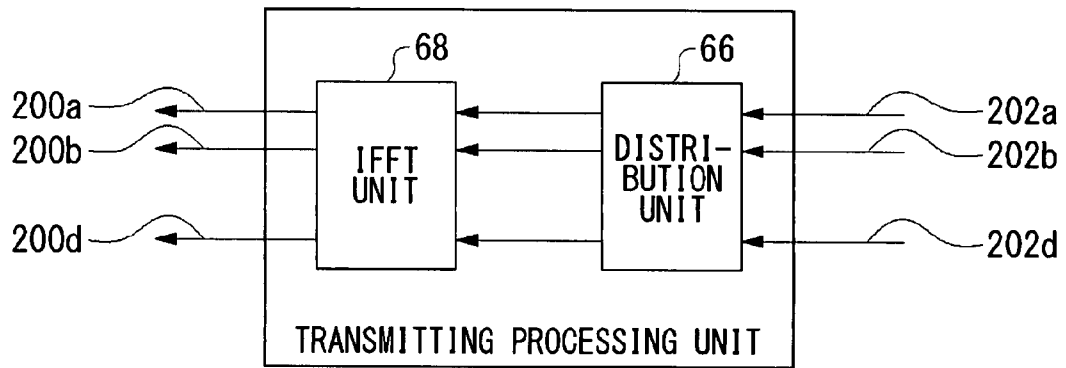 68
66
200a
202a
200b
202b
IFFT
UNIT
DISTRI-
BUTION
UNIT
200d
202d
TRANSMITTING PROCESSING UNIT